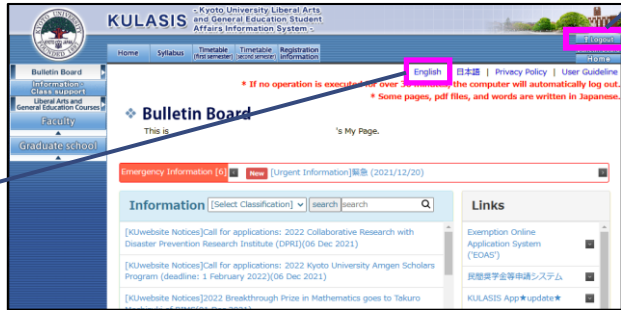 KYOTO UNIVERSITY
FOUNDED 1897
KULASIS
- Kyoto University Liberal Arts
and General Education Student
Affairs Information System -
Logout
Home
Home Syllabus Timetable (first semester) Timetable (second semester) Registration Information
Bulletin Board
Information・Class support
Liberal Arts and General Education Courses
Faculty
Graduate school
English 日本語 | Privacy Policy | User Guideline
* If no operation is executed for over 30 minutes, the computer will automatically log out.
* Some pages, pdf files, and words are written in Japanese.
Bulletin Board
This is 's My Page.
Emergency Information [6] New [Urgent Information]緊急 (2021/12/20)
Information [Select Classification] search search
[KUwebsite Notices]Call for applications: 2022 Collaborative Research with
Disaster Prevention Research Institute (DPRI)(06 Dec 2021)
[KUwebsite Notices]Call for applications: 2022 Kyoto University Amgen Scholars
Program (deadline: 1 February 2022)(06 Dec 2021)
[KUwebsite Notices]2022 Breakthrough Prize in Mathematics goes to Takuro
Links
Exemption Online
Application System
('EOAS')
民間奨学金等申請システム
KULASIS App★update★